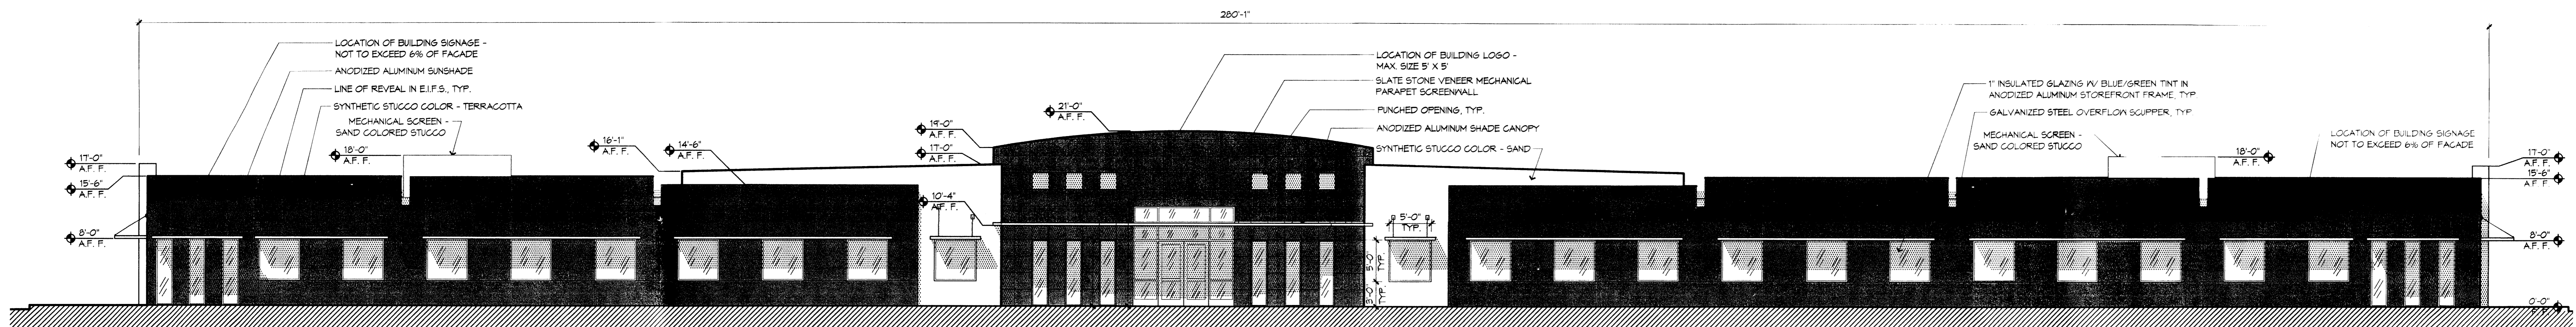 280'-1"
LOCATION OF BUILDING SIGNAGE -
NOT TO EXCEED 6% OF FACADE
ANODIZED ALUMINUM SUNSHADE
LINE OF REVEAL IN E.I.F.S., TYP.
SYNTHETIC STUCCO COLOR - TERRACOTTA
MECHANICAL SCREEN -
SAND COLORED STUCCO
17'-0"
A.F. F.
15'-6"
A.F. F.
8'-0"
A.F. F.
18'-0"
A.F. F.
16'-1"
A.F. F.
14'-6"
A.F. F.
19'-0"
A.F. F.
17'-0"
A.F. F.
10'-4"
A.F. F.
21'-0"
A.F. F.
LOCATION OF BUILDING LOGO -
MAX. SIZE 5' X 5'
SLATE STONE VENEER MECHANICAL
PARAPET SCREENWALL
PUNCHED OPENING, TYP.
ANODIZED ALUMINUM SHADE CANOPY
SYNTHETIC STUCCO COLOR - SAND
5'-0"
TYP.
5'-0"
TYP.
3'-0"
TYP.
1" INSULATED GLAZING W/ BLUE/GREEN TINT IN
ANODIZED ALUMINUM STOREFRONT FRAME, TYP
GALVANIZED STEEL OVERFLOW SCUPPER, TYP
MECHANICAL SCREEN -
SAND COLORED STUCCO
18'-0"
A.F. F.
LOCATION OF BUILDING SIGNAGE
NOT TO EXCEED 6% OF FACADE
17'-0"
A.F. F.
15'-6"
A.F. F.
8'-0"
A.F. F.
0'-0"
F. F.